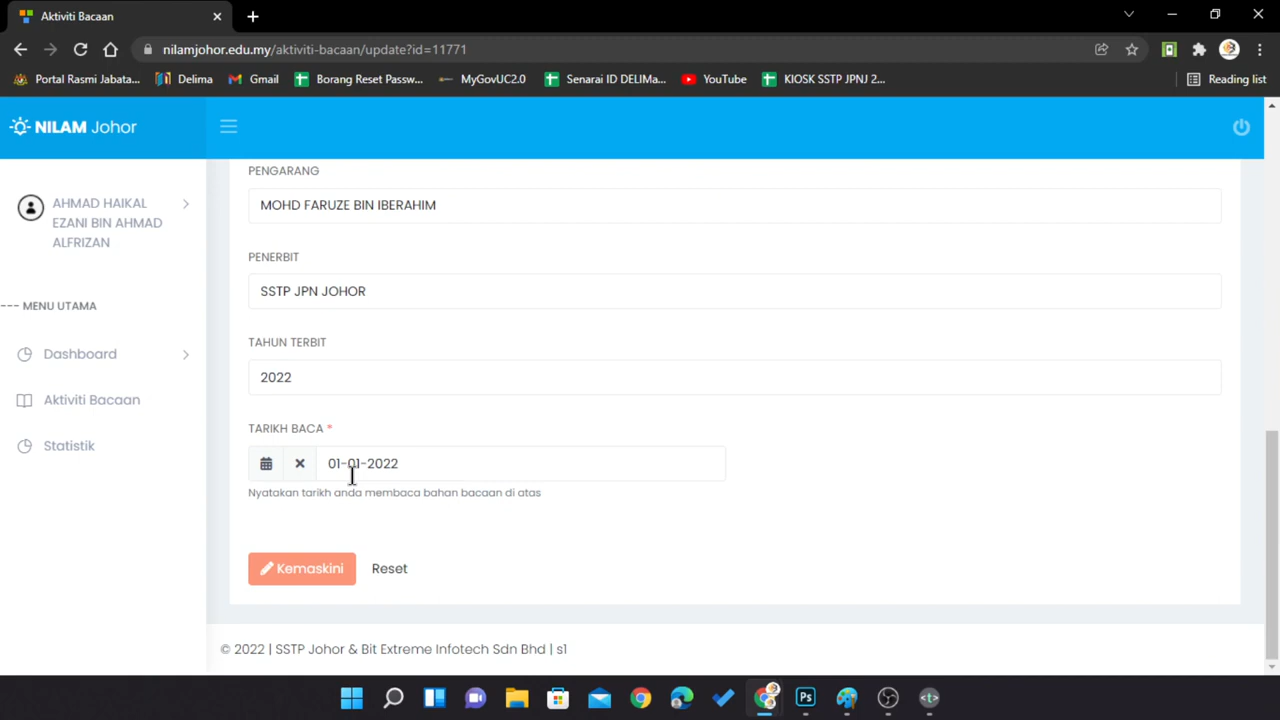 Aktiviti Bacaan
nilamjohor.edu.my/aktiviti-bacaan/update?id=11771
Portal Rasmi Jabata... Delima Gmail Borang Reset Passw... MyGovUC2.0 Senarai ID DELIMa... YouTube KIOSK SSTP JPNJ 2... Reading list
NILAM Johor
AHMAD HAIKAL
EZANI BIN AHMAD
ALFRIZAN
--- MENU UTAMA
Dashboard
Aktiviti Bacaan
Statistik
PENGARANG
MOHD FARUZE BIN IBERAHIM
PENERBIT
SSTP JPN JOHOR
TAHUN TERBIT
2022
TARIKH BACA *
01-01-2022
Nyatakan tarikh anda membaca bahan bacaan di atas
Kemaskini Reset
© 2022 | SSTP Johor & Bit Extreme Infotech Sdn Bhd | s1
Ps
<t>